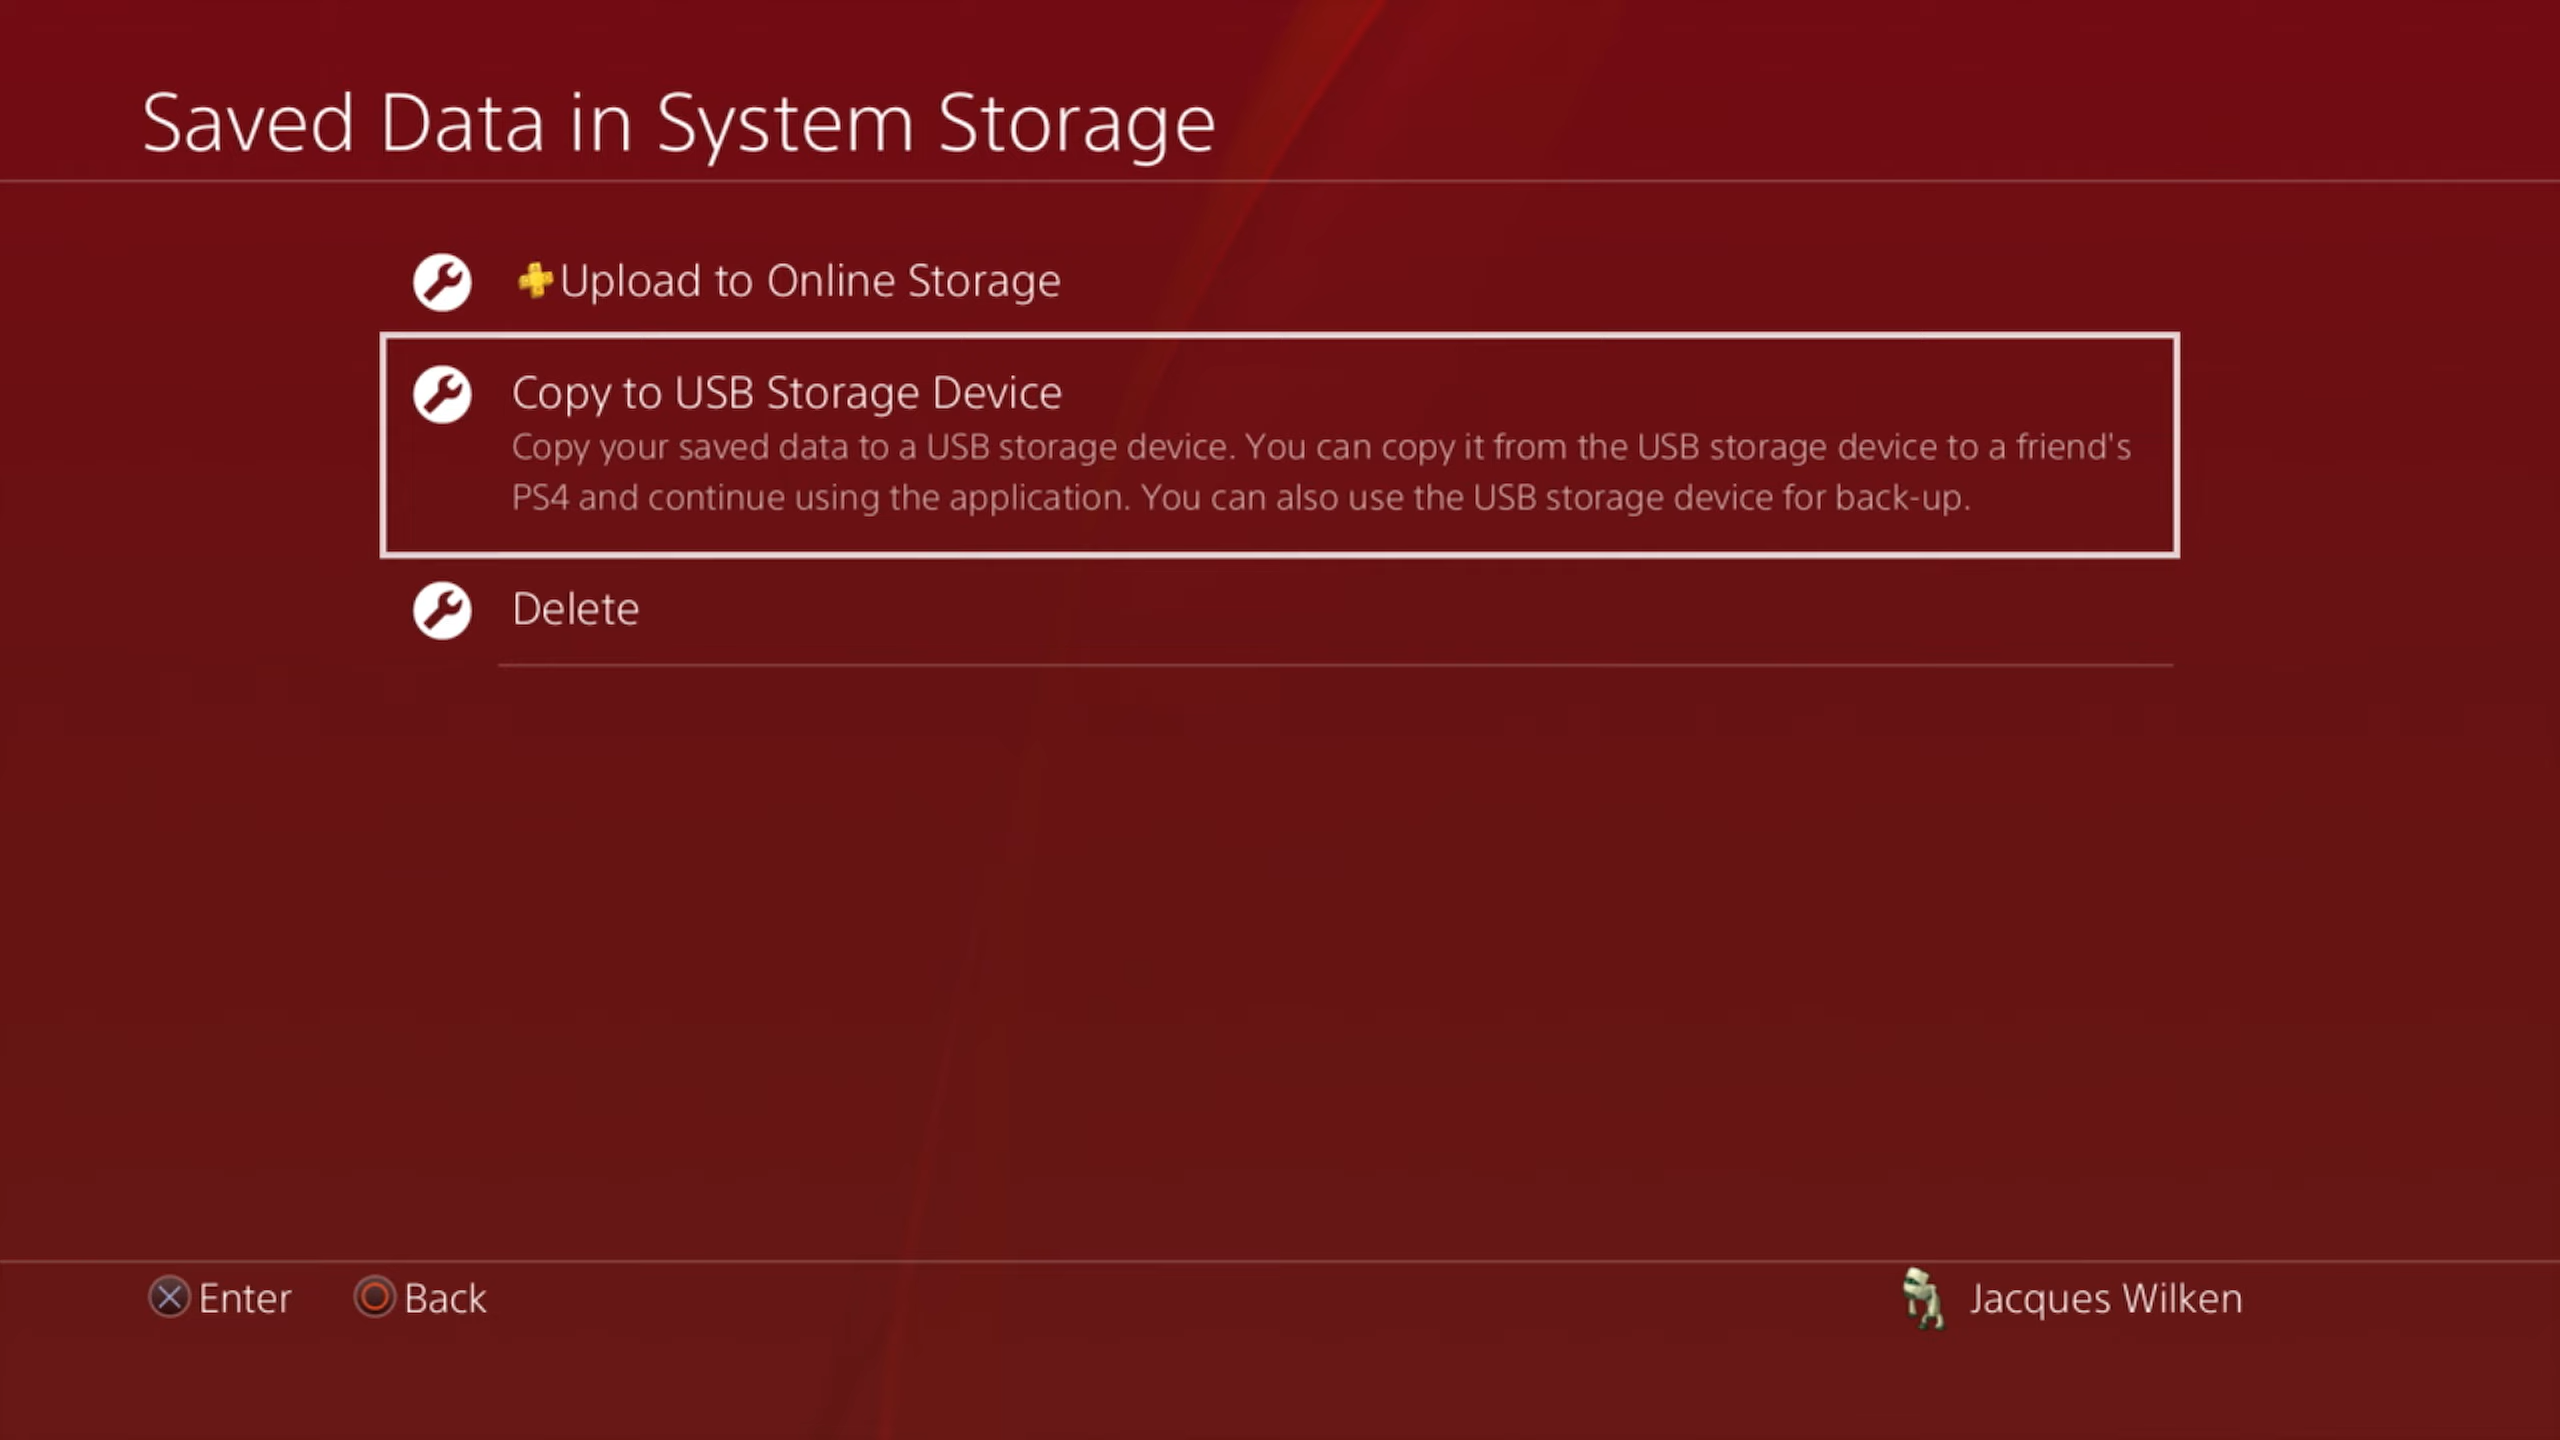 Saved Data in System Storage
Upload to Online Storage
Copy to USB Storage Device
Copy your saved data to a USB storage device. You can copy it from the USB storage device to a friend's
PS4 and continue using the application. You can also use the USB storage device for back-up.
Delete
Enter
Back
Jacques Wilken